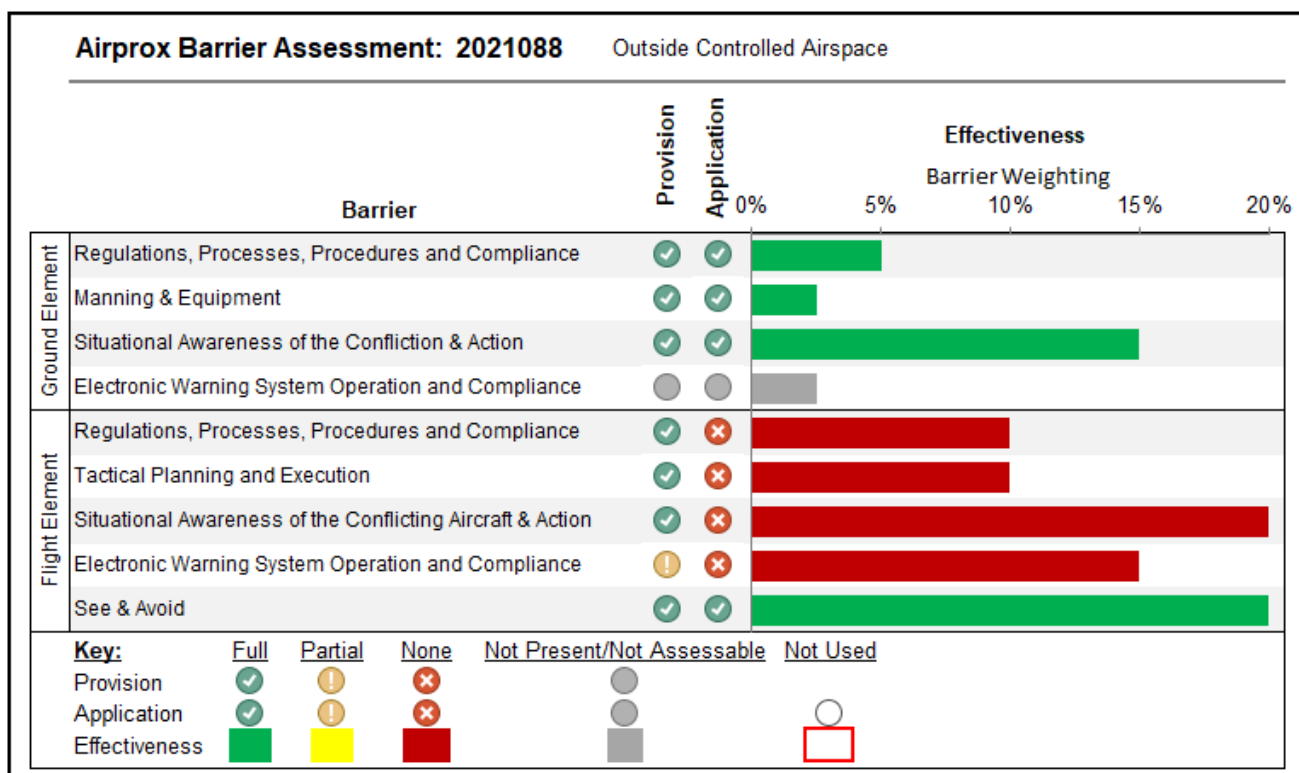 Airprox Barrier Assessment: 2021088 Outside Controlled Airspace
Barrier Provision Application Effectiveness
Barrier Weighting
0% 5% 10% 15% 20%
Ground Element
Regulations, Processes, Procedures and Compliance
Manning & Equipment
Situational Awareness of the Confliction & Action
Electronic Warning System Operation and Compliance
Flight Element
Regulations, Processes, Procedures and Compliance
Tactical Planning and Execution
Situational Awareness of the Conflicting Aircraft & Action
Electronic Warning System Operation and Compliance
See & Avoid
Key: Full Partial None Not Present/Not Assessable Not Used
Provision
Application
Effectiveness